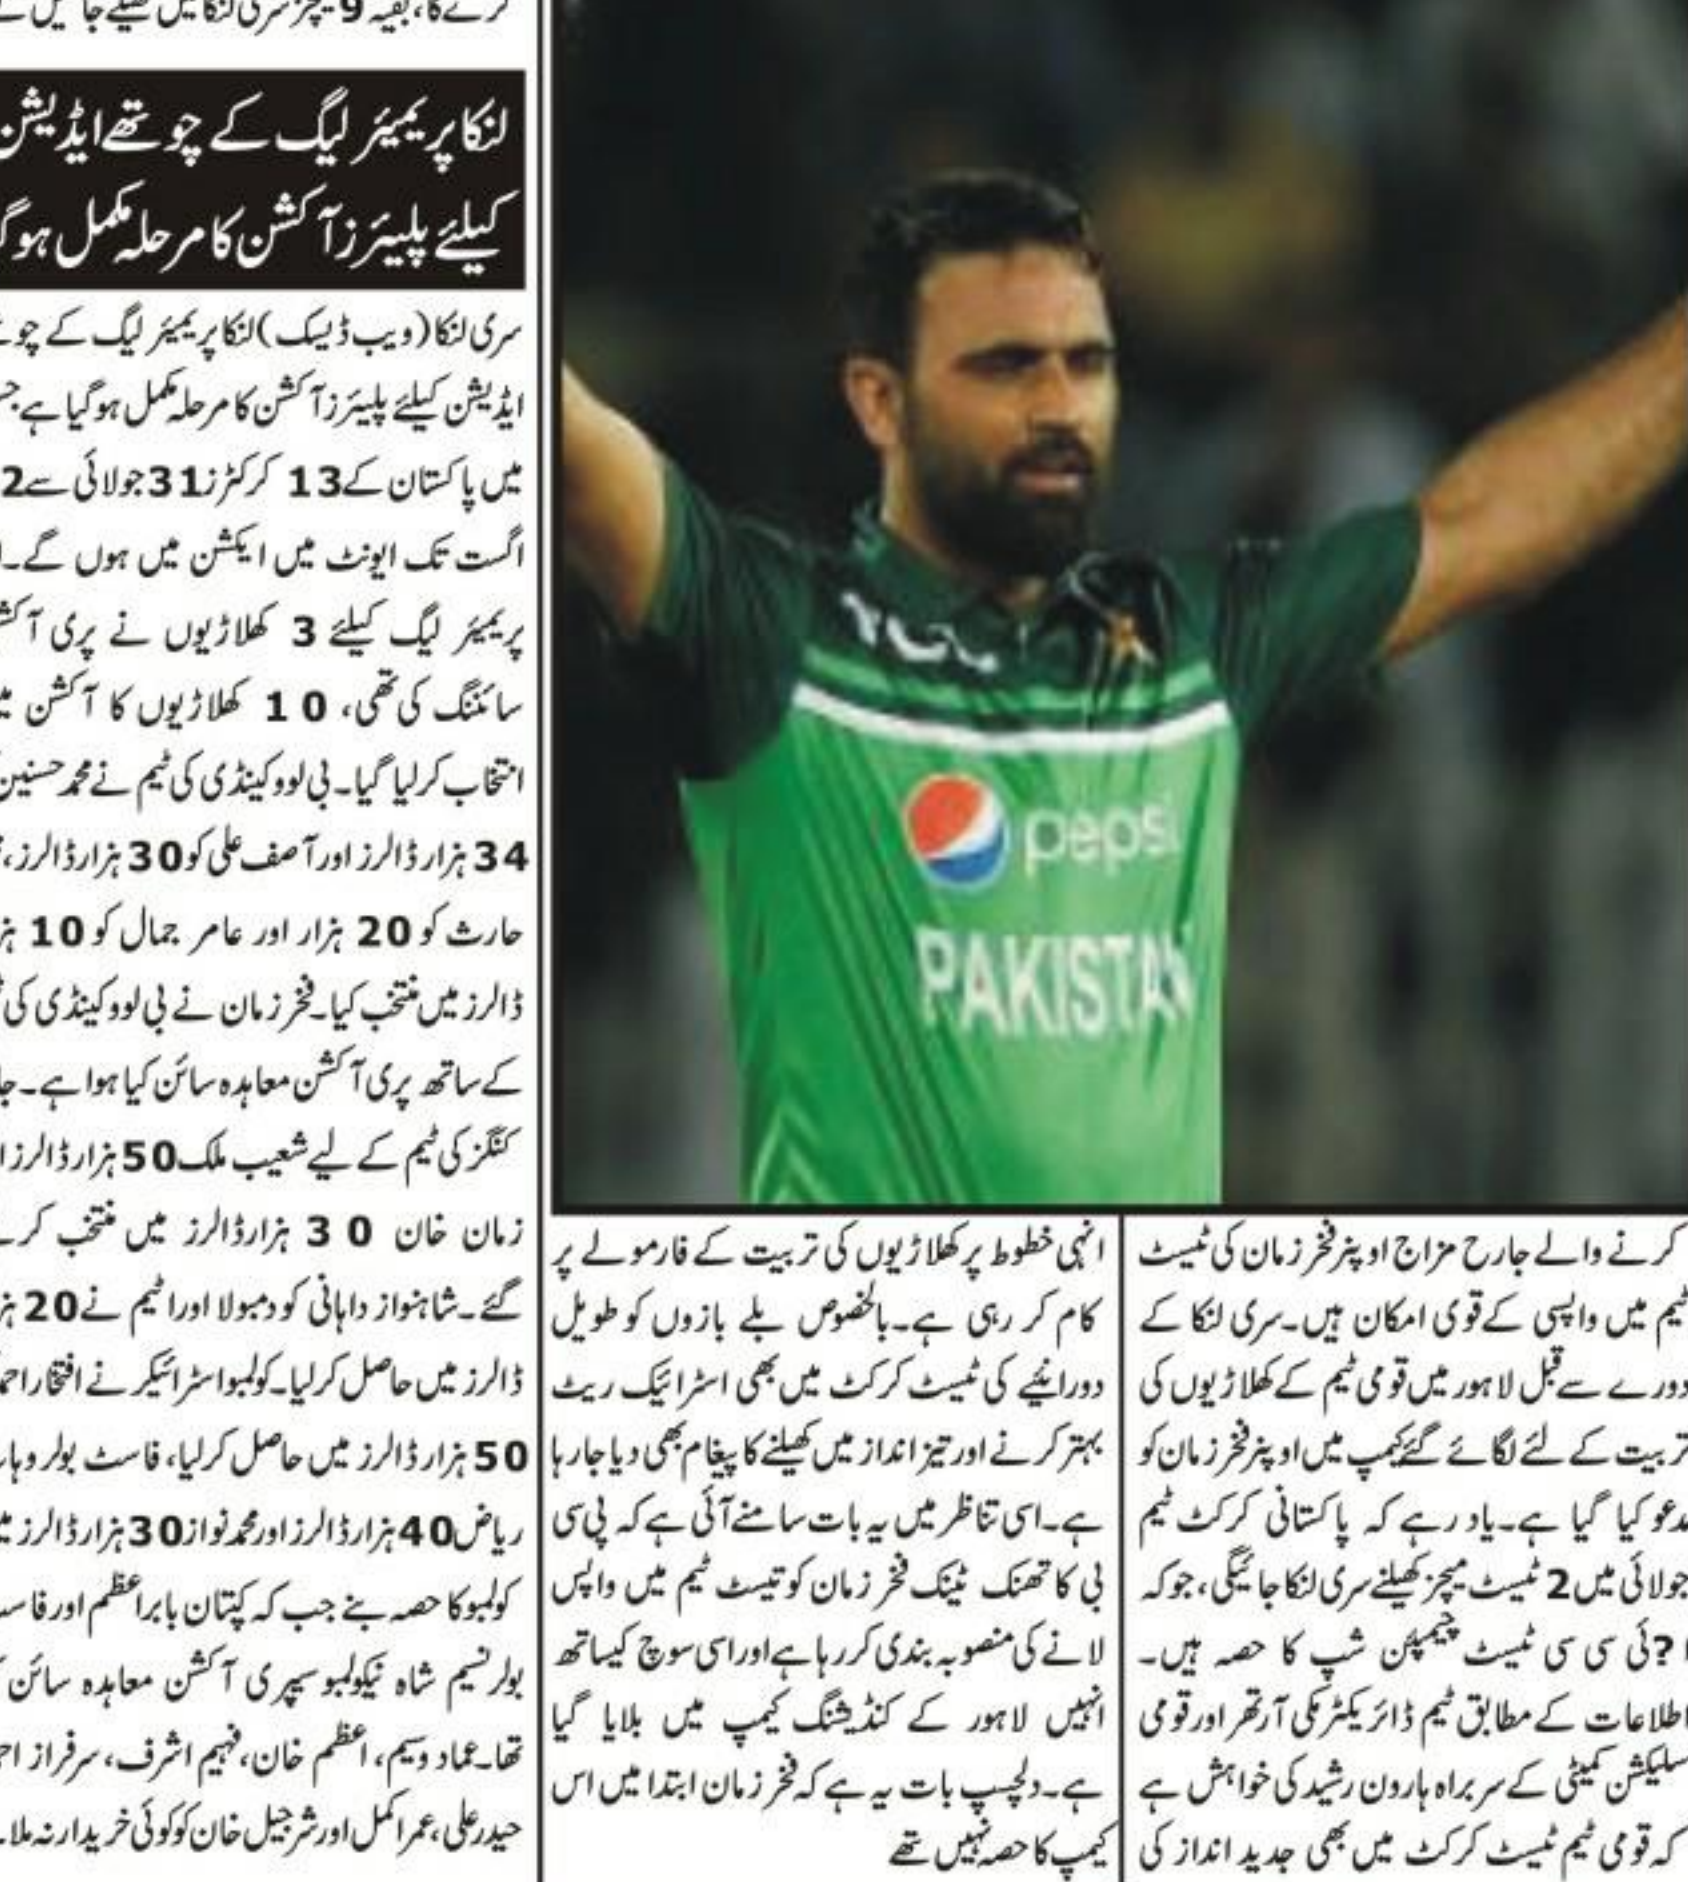 کرے گا، بقیہ 9 میچز سری لنکا میں کھیلے جائیں گے
لنکا پریمیئر لیگ کے چوتھے ایڈیشن
کیلئے پلیئرز آکشن کا مرحلہ مکمل ہو
سری لنکا (ویب ڈیسک) لنکا پریمیئر لیگ کے
ایڈیشن کیلئے پلیئرز آکشن کا مرحلہ مکمل ہو گیا ہے
میں پاکستان کے 13 کرکٹرز 31 جولائی سے 2
اگست تک ایونٹ میں ایکشن میں ہوں گے۔
پریمیئر لیگ کیلئے 3 کھلاڑیوں نے پری
سائننگ کی تھی، 10 کھلاڑیوں کا آکشن
انتخاب کرلیا گیا۔ بی لوو کینڈی کی ٹیم نے محمد حسنین
34 ہزار ڈالرز اور آصف علی کو 30 ہزار ڈالرز،
حارث کو 20 ہزار اور عامر جمال کو 10
ڈالرز میں منتخب کیا۔ فخر زمان نے بی لوو کینڈی کی
کے ساتھ پری آکشن معاہدہ سائن کیا ہوا ہے۔
کنگز کی ٹیم کے لیے شعیب ملک 50 ہزار ڈالرز
زمان خان 30 ہزار ڈالرز میں منتخب
گئے۔ شاہنواز داہانی کو دمبولا اورا ٹیم نے 20
ڈالرز میں حاصل کرلیا۔ کولمبو اسٹرائیکر نے افتخار
50 ہزار ڈالرز میں حاصل کرلیا، فاسٹ بولر
ریاض 40 ہزار ڈالرز اور محمد نواز 30 ہزار ڈالرز
کولمبو کا حصہ بنے جب کہ کپتان بابر اعظم اور
بولر نسیم شاہ نیکولمبو سیپری آکشن معاہدہ سائن
تھا۔ عماد وسیم، اعظم خان، فہیم اشرف، سرفراز
حیدر علی، عمر اکمل اور شرجیل خان کو کوئی خریدار نہ ملا۔
pepsi
PAKISTAN
کرنے والے جارح مزاج اوپنر فخر زمان کی ٹیسٹ
ٹیم میں واپسی کے قوی امکان ہیں۔ سری لنکا کے
دورے سے قبل لاہور میں قومی ٹیم کے کھلاڑیوں کی
تربیت کے لئے لگائے گئے کیمپ میں اوپنر فخر زمان کو
مدعو کیا گیا ہے۔ یاد رہے کہ پاکستانی کرکٹ ٹیم
جولائی میں 2 ٹیسٹ میچز کھیلنے سری لنکا جائیگی، جو کہ
ا?ئی سی سی ٹیسٹ چیمپئن شپ کا حصہ ہیں۔
اطلاعات کے مطابق ٹیم ڈائریکٹر مکی آرتھر اور قومی
سلیکشن کمیٹی کے سربراہ ہارون رشید کی خواہش ہے
کہ قومی ٹیم ٹیسٹ کرکٹ میں بھی جدید انداز کی
انہی خطوط پر کھلاڑیوں کی تربیت کے فارمولے پر
کام کر رہی ہے۔ بالخصوص بلے بازوں کو طویل
دورانیے کی ٹیسٹ کرکٹ میں بھی اسٹرائیک ریٹ
بہتر کرنے اور تیز انداز میں کھیلنے کا پیغام بھی دیا جا رہا
ہے۔ اسی تناظر میں یہ بات سامنے آئی ہے کہ پی سی
بی کا تھنک ٹینک فخر زمان کو تیسٹ ٹیم میں واپس
لانے کی منصوبہ بندی کر رہا ہے اور اسی سوچ کیساتھ
انہیں لاہور کے کنڈیشنگ کیمپ میں بلایا گیا
ہے۔ دلچسپ بات یہ ہے کہ فخر زمان ابتدا میں اس
کیمپ کا حصہ نہیں تھے